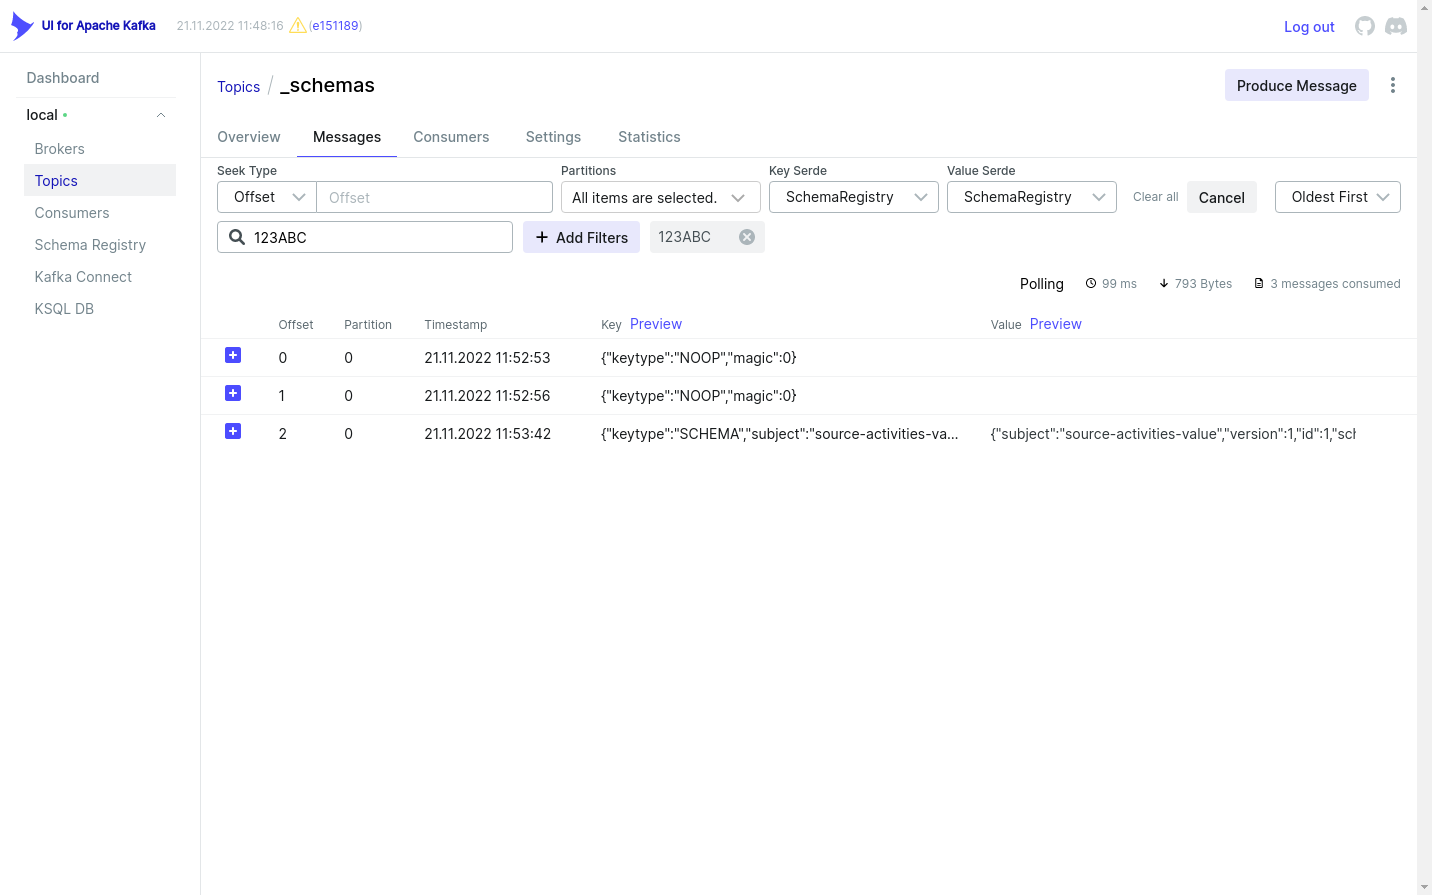 UI for Apache Kafka 21.11.2022 11:48:16 (e151189) Log out
Dashboard
local
Brokers
Topics
Consumers
Schema Registry
Kafka Connect
KSQL DB
Topics / _schemas Produce Message
Overview Messages Consumers Settings Statistics
Seek Type Partitions Key Serde Value Serde
Offset Offset All items are selected. SchemaRegistry SchemaRegistry Clear all Cancel Oldest First
123ABC + Add Filters 123ABC
Polling 99 ms 793 Bytes 3 messages consumed
Offset Partition Timestamp Key Preview Value Preview
0 0 21.11.2022 11:52:53 {"keytype":"NOOP","magic":0}
1 0 21.11.2022 11:52:56 {"keytype":"NOOP","magic":0}
2 0 21.11.2022 11:53:42 {"keytype":"SCHEMA","subject":"source-activities-va... {"subject":"source-activities-value","version":1,"id":1,"sch